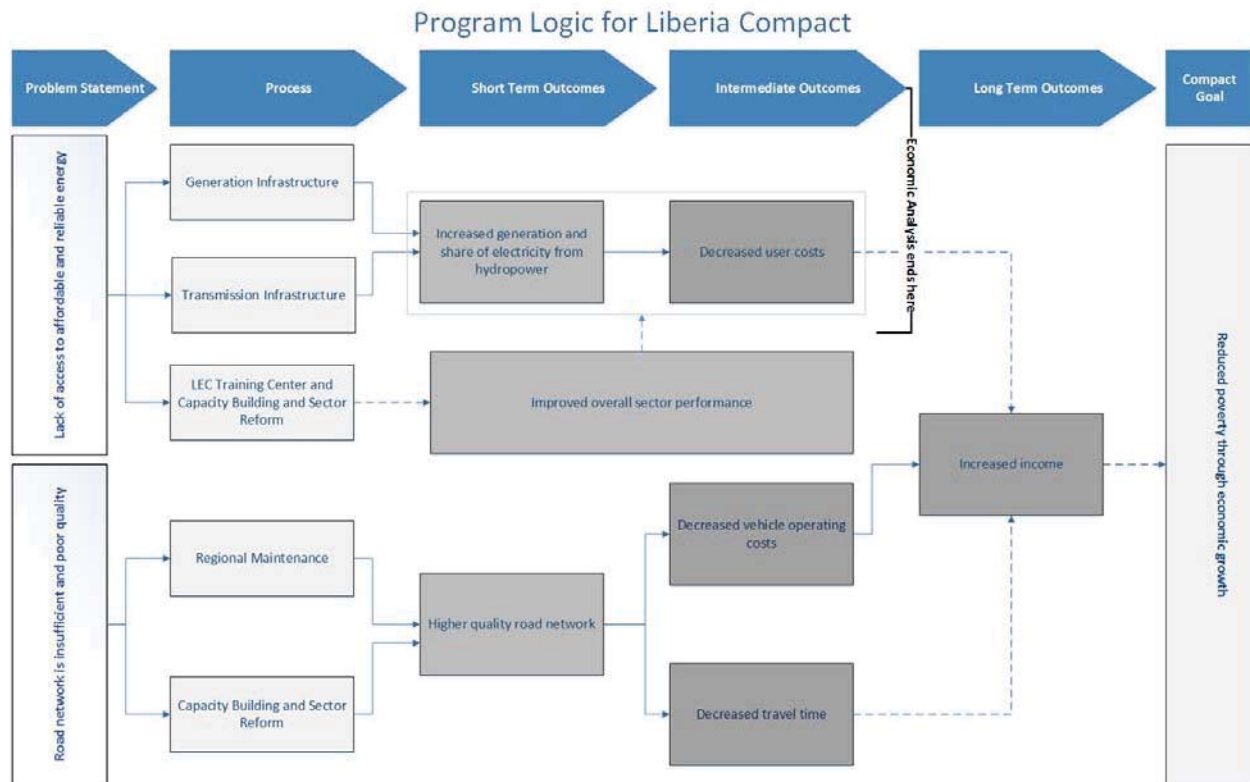 Program Logic for Liberia Compact
Problem Statement
Process
Short Term Outcomes
Intermediate Outcomes
Long Term Outcomes
Compact
Goal
Lack of access to affordable and reliable energy
Generation Infrastructure
Transmission Infrastructure
LEC Training Center and
Capacity Building and Sector
Reform
Increased generation and
share of electricity from
hydropower
Decreased user costs
Economic Analysis ends here
Improved overall sector performance
Road network is insufficient and poor quality
Regional Maintenance
Capacity Building and Sector
Reform
Higher quality road network
Decreased vehicle operating
costs
Decreased travel time
Increased income
Reduced poverty through economic growth